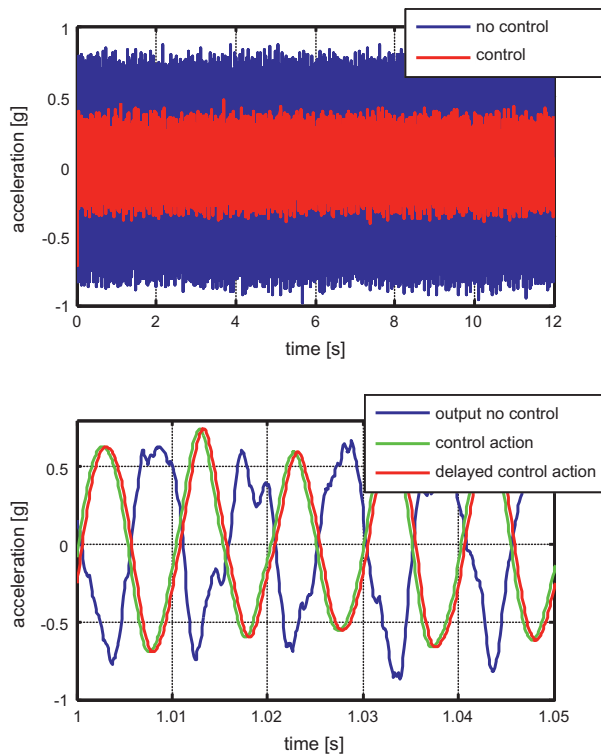 no control
control
acceleration [g]
1
0.5
0
-0.5
-1
0 2 4 6 8 10 12
time [s]
output no control
control action
delayed control action
acceleration [g]
0.5
0
-0.5
-1
1 1.01 1.02 1.03 1.04 1.05
time [s]